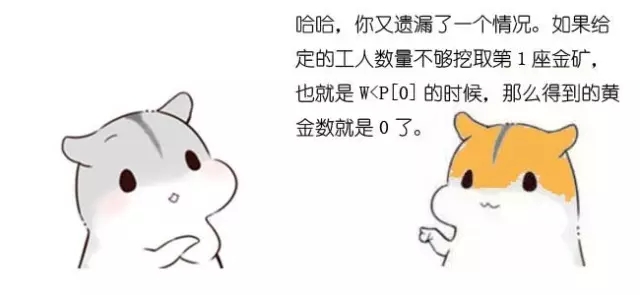 哈哈，你又遗漏了一个情况。如果给
定的工人数量不够挖取第 1 座金矿，
也就是 W<P[0] 的时候，那么得到的黄
金数就是 0 了。